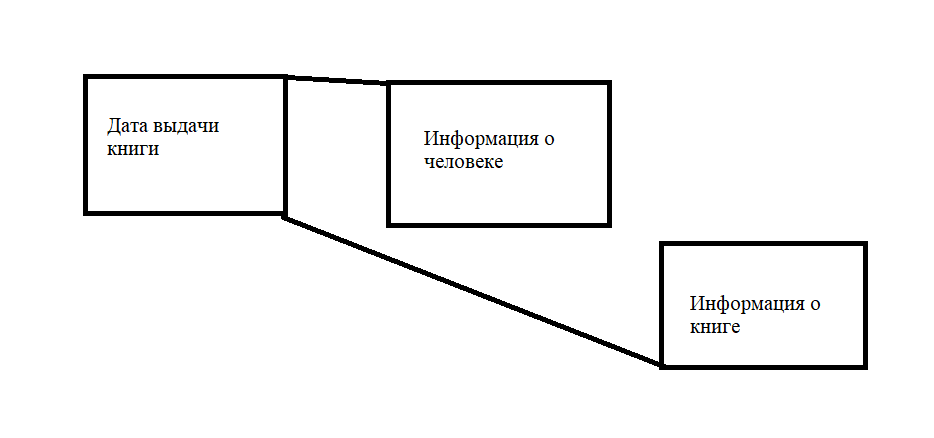 Дата выдачи
книги
Информация о
человеке
Информация о
книге